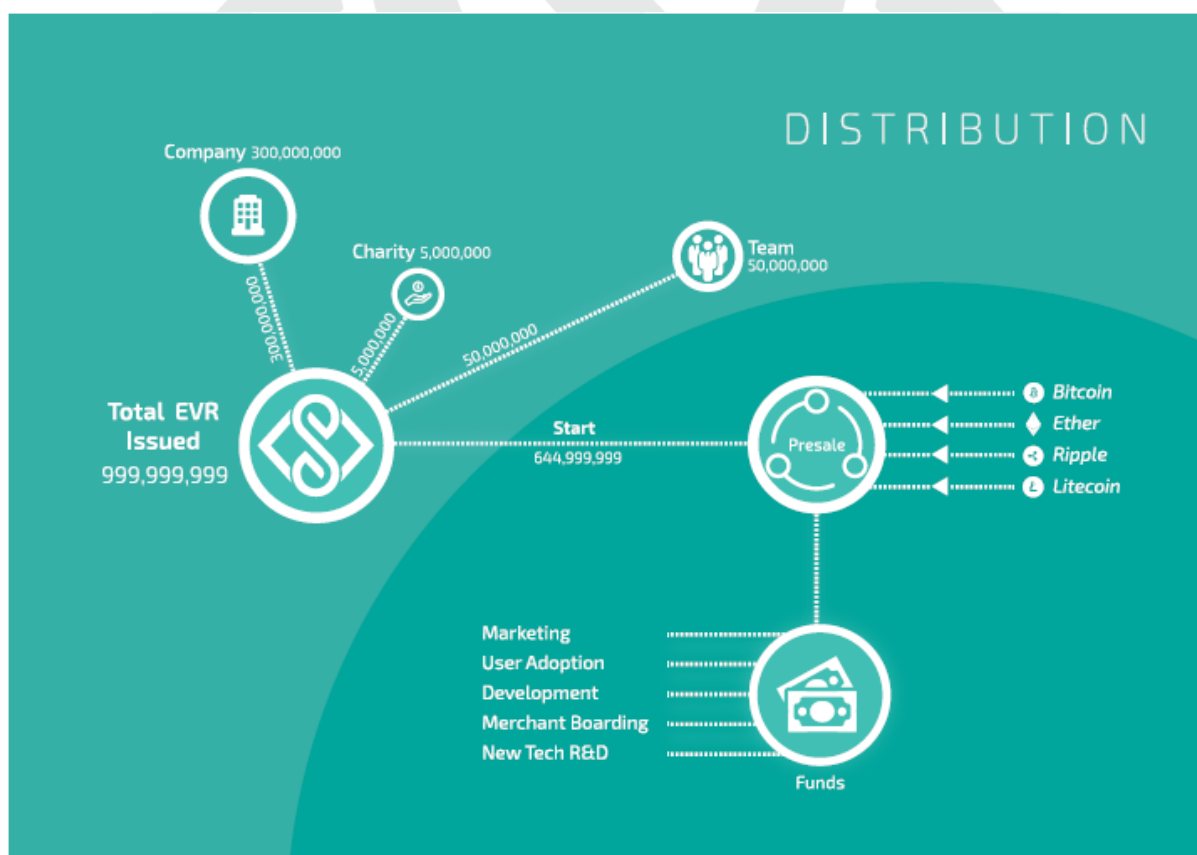 DISTRIBUTION
Company 300,000,000
Charity 5,000,000
Team
50,000,000
300,000,000
5,000,000
50,000,000
Total EVR
Issued
999,999,999
Start
644,999,999
Presale
Bitcoin
Ether
Ripple
Litecoin
Marketing
User Adoption
Development
Merchant Boarding
New Tech R&D
Funds